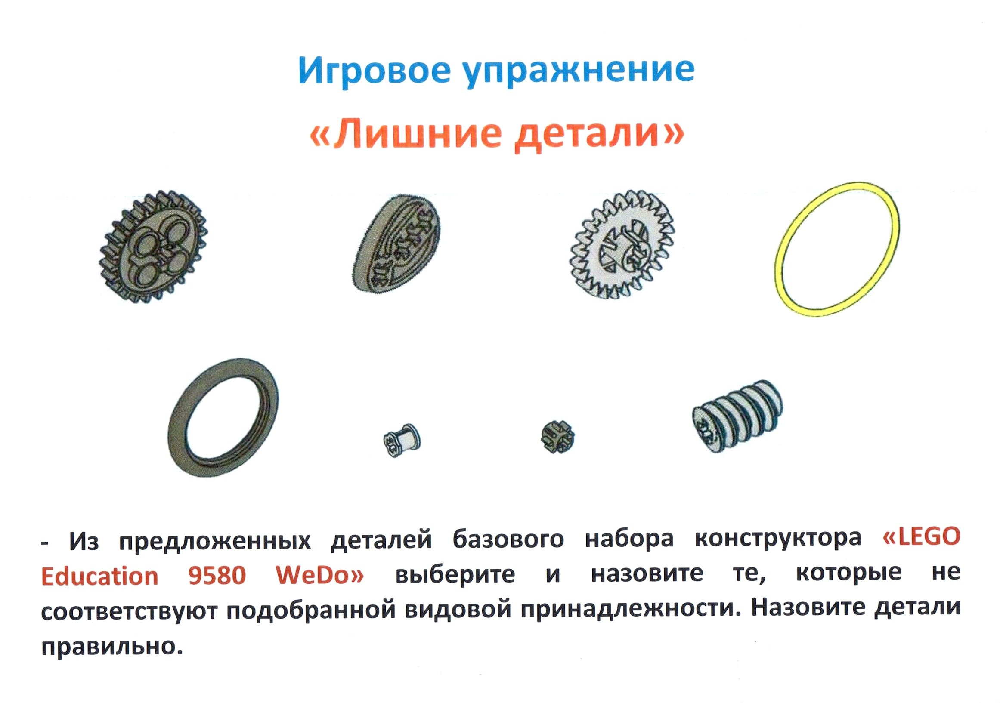 Игровое упражнение
«Лишние детали»
- Из предложенных деталей базового набора конструктора «LEGO
Education 9580 WeDo» выберите и назовите те, которые не
соответствуют подобранной видовой принадлежности. Назовите детали
правильно.